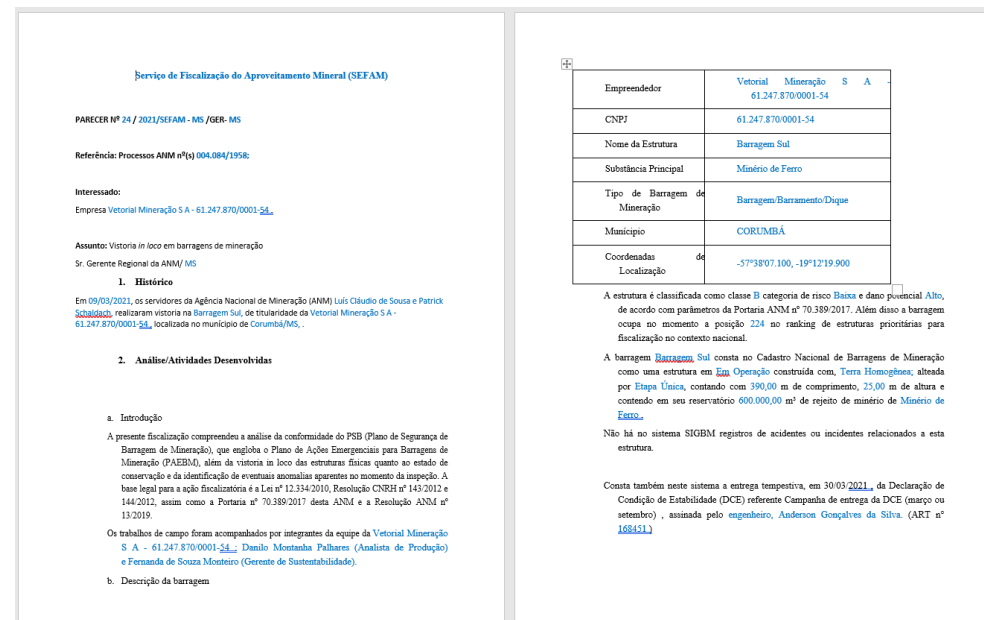 Serviço de Fiscalização do Aproveitamento Mineral (SEFAM)
PARECER Nº 24 / 2021/SEFAM - MS /GER- MS
Referência: Processos ANM nº(s) 004.084/1958;
Interessado:
Empresa Vetorial Mineração S A - 61.247.870/0001-54 .
Assunto: Vistoria in loco em barragens de mineração
Sr. Gerente Regional da ANM/ MS
1. Histórico
Em 09/03/2021, os servidores da Agência Nacional de Mineração (ANM) Luís Cláudio de Sousa e Patrick
Schaldach, realizaram vistoria na Barragem Sul, de titularidade da Vetorial Mineração S A -
61.247.870/0001-54 , localizada no município de Corumbá/MS, .
2. Análise/Atividades Desenvolvidas
a. Introdução
A presente fiscalização compreendeu a análise da conformidade do PSB (Plano de Segurança de
Barragem de Mineração), que engloba o Plano de Ações Emergenciais para Barragens de
Mineração (PAEBM), além da vistoria in loco das estruturas físicas quanto ao estado de
conservação e da identificação de eventuais anomalias aparentes no momento da inspeção. A
base legal para a ação fiscalizatória é a Lei nº 12.334/2010, Resolução CNRH nº 143/2012 e
144/2012, assim como a Portaria nº 70.389/2017 desta ANM e a Resolução ANM nº
13/2019.
Os trabalhos de campo foram acompanhados por integrantes da equipe da Vetorial Mineração
S A - 61.247.870/0001-54 .: Danilo Montanha Palhares (Analista de Produção)
e Fernanda de Souza Monteiro (Gerente de Sustentabilidade).
b. Descrição da barragem
Empreendedor Vetorial Mineração S A -
61.247.870/0001-54
CNPJ 61.247.870/0001-54
Nome da Estrutura Barragem Sul
Substância Principal Minério de Ferro
Tipo de Barragem de
Mineração Barragem/Barramento/Dique
Munícipio CORUMBÁ
Coordenadas de
Localização -57°38'07.100, -19°12'19.900
A estrutura é classificada como classe B categoria de risco Baixa e dano potencial Alto,
de acordo com parâmetros da Portaria ANM nº 70.389/2017. Além disso a barragem
ocupa no momento a posição 224 no ranking de estruturas prioritárias para
fiscalização no contexto nacional.
A barragem Barragem Sul consta no Cadastro Nacional de Barragens de Mineração
como uma estrutura em Em Operação construída com, Terra Homogênea; alteada
por Etapa Única, contando com 390,00 m de comprimento, 25,00 m de altura e
contendo em seu reservatório 600.000,00 m³ de rejeito de minério de Minério de
Ferro .
Não há no sistema SIGBM registros de acidentes ou incidentes relacionados a esta
estrutura.
Consta também neste sistema a entrega tempestiva, em 30/03/2021 , da Declaração de
Condição de Estabilidade (DCE) referente Campanha de entrega da DCE (março ou
setembro) , assinada pelo engenheiro, Anderson Gonçalves da Silva. (ART nº
168451 )